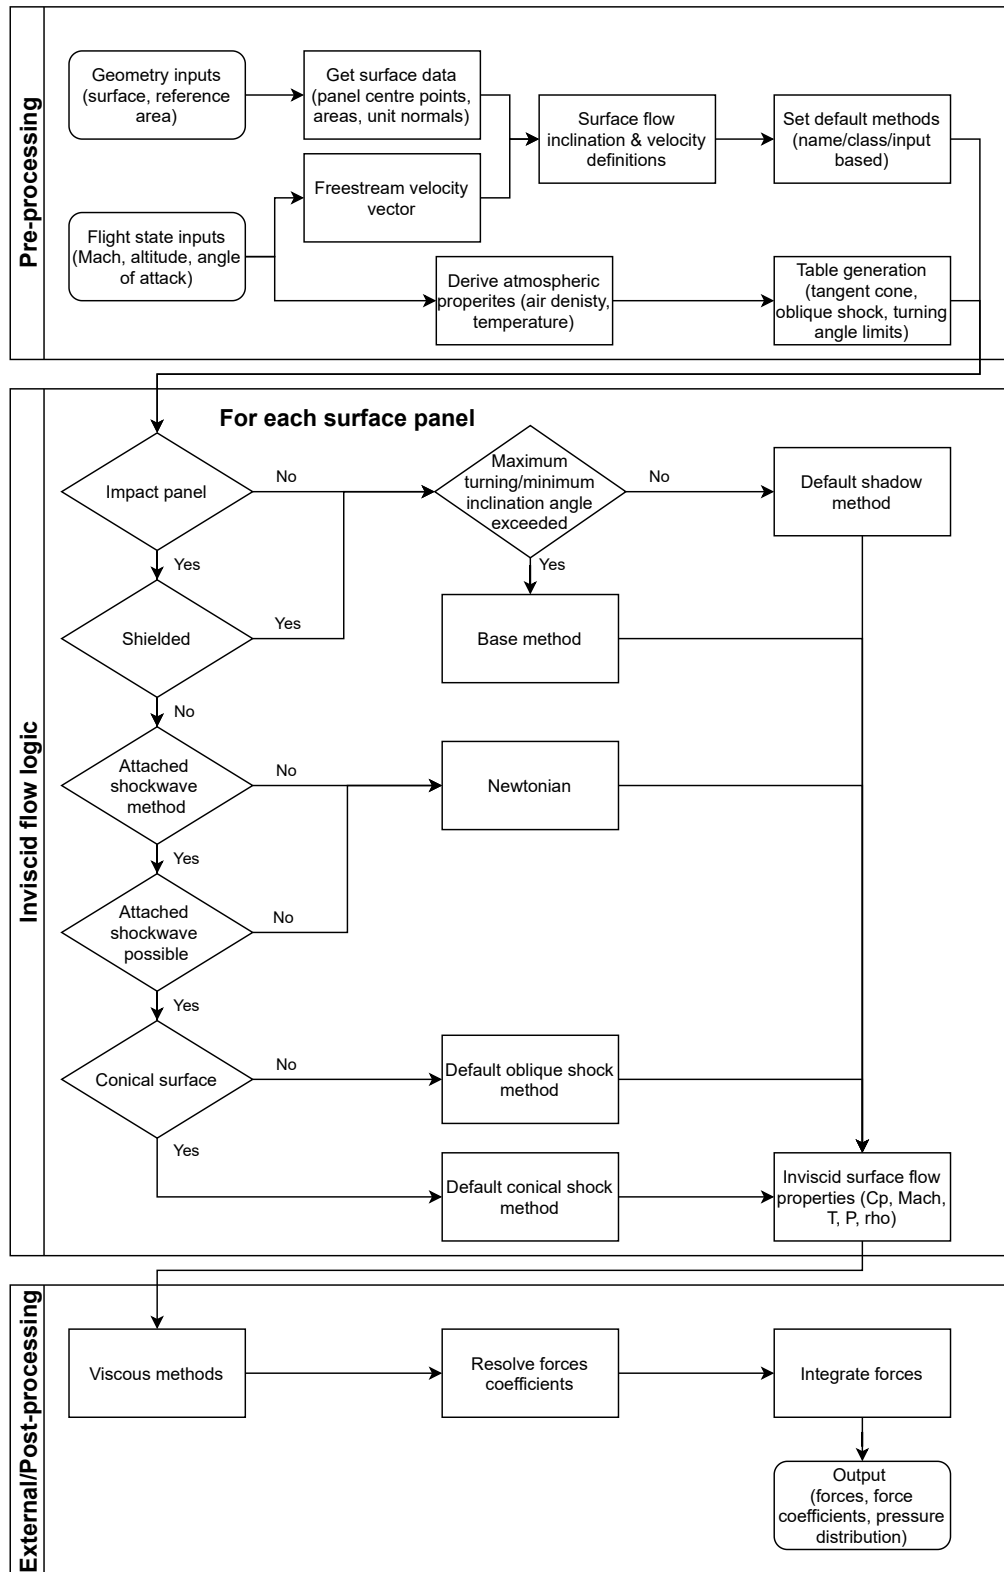 Pre-processing
Geometry inputs
(surface, reference
area)
Get surface data
(panel centre points,
areas, unit normals)
Surface flow
inclination & velocity
definitions
Set default methods
(name/class/input
based)
Freestream velocity
vector
Flight state inputs
(Mach, altitude, angle
of attack)
Derive atmospheric
properites (air denisty,
temperature)
Table generation
(tangent cone,
oblique shock, turning
angle limits)
Inviscid flow logic
For each surface panel
Impact panel
No
Maximum
turning/minimum
inclination angle
exceeded
No
Default shadow
method
Yes
Yes
Shielded
Yes
Base method
No
Attached
shockwave
method
No
Newtonian
Yes
Attached
shockwave
possible
No
Yes
Conical surface
No
Default oblique shock
method
Yes
Default conical shock
method
Inviscid surface flow
properties (Cp, Mach,
T, P, rho)
External/Post-processing
Viscous methods
Resolve forces
coefficients
Integrate forces
Output
(forces, force
coefficients, pressure
distribution)